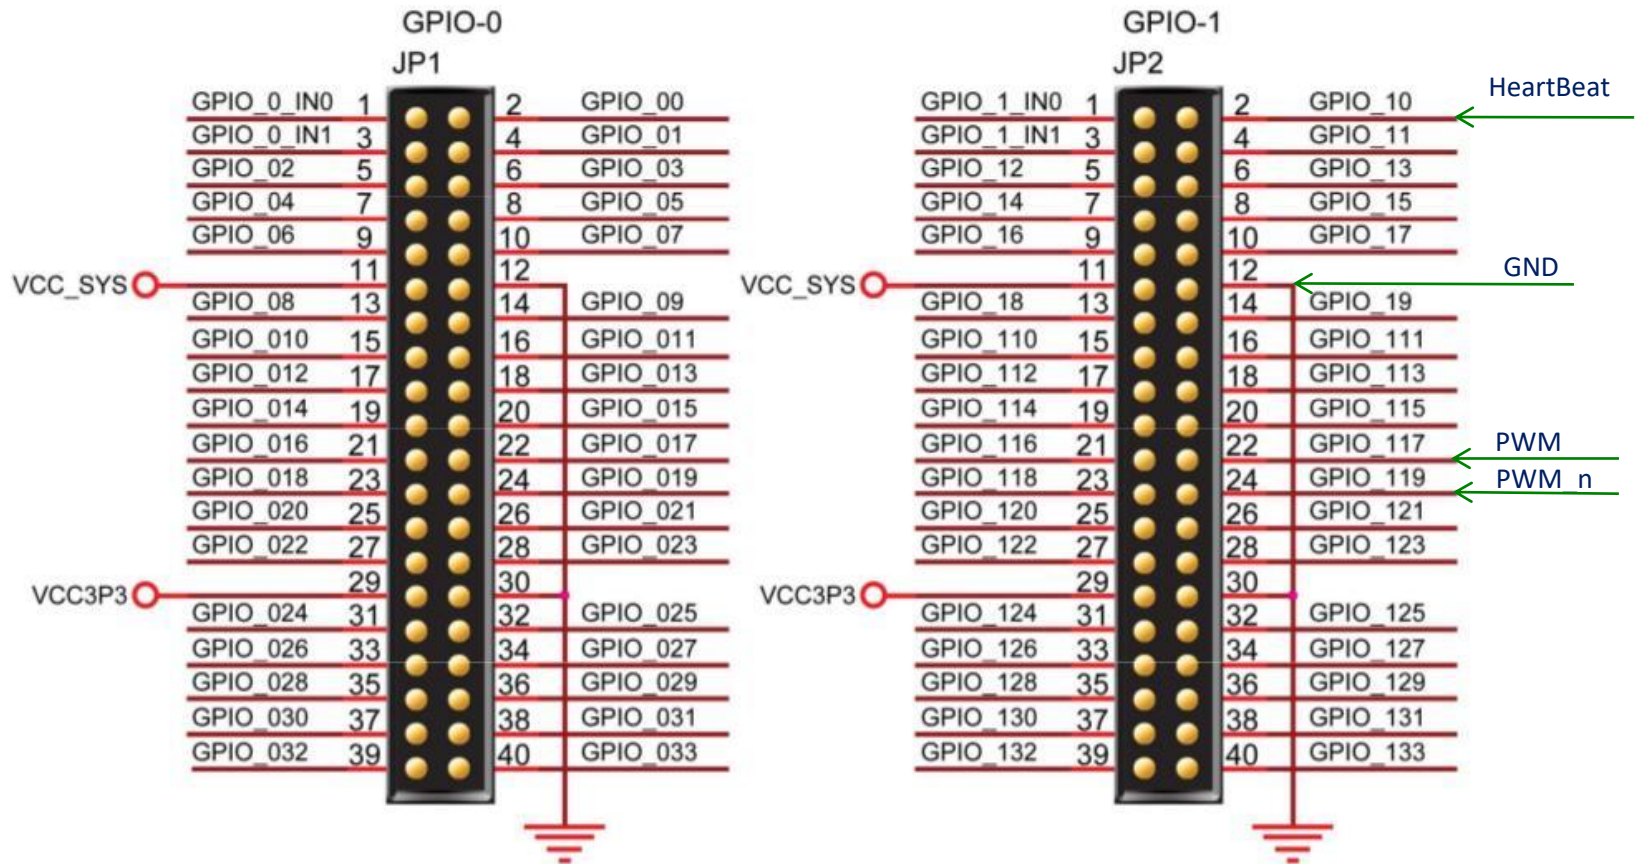 GPIO-0 GPIO-1
JP1 JP2
HeartBeat
GPIO_0_IN0 1 2 GPIO_00 GPIO_1_IN0 1 2 GPIO_10
GPIO_0_IN1 3 4 GPIO_01 GPIO_1_IN1 3 4 GPIO_11
GPIO_02 5 6 GPIO_03 GPIO_12 5 6 GPIO_13
GPIO_04 7 8 GPIO_05 GPIO_14 7 8 GPIO_15
GPIO_06 9 10 GPIO_07 GPIO_16 9 10 GPIO_17
VCC_SYS 11 12 VCC_SYS 11 12 GND
GPIO_08 13 14 GPIO_09 GPIO_18 13 14 GPIO_19
GPIO_010 15 16 GPIO_011 GPIO_110 15 16 GPIO_111
GPIO_012 17 18 GPIO_013 GPIO_112 17 18 GPIO_113
GPIO_014 19 20 GPIO_015 GPIO_114 19 20 GPIO_115
GPIO_016 21 22 GPIO_017 GPIO_116 21 22 GPIO_117 PWM
GPIO_018 23 24 GPIO_019 GPIO_118 23 24 GPIO_119 PWM_n
GPIO_020 25 26 GPIO_021 GPIO_120 25 26 GPIO_121
GPIO_022 27 28 GPIO_023 GPIO_122 27 28 GPIO_123
VCC3P3 29 30 VCC3P3 29 30
GPIO_024 31 32 GPIO_025 GPIO_124 31 32 GPIO_125
GPIO_026 33 34 GPIO_027 GPIO_126 33 34 GPIO_127
GPIO_028 35 36 GPIO_029 GPIO_128 35 36 GPIO_129
GPIO_030 37 38 GPIO_031 GPIO_130 37 38 GPIO_131
GPIO_032 39 40 GPIO_033 GPIO_132 39 40 GPIO_133